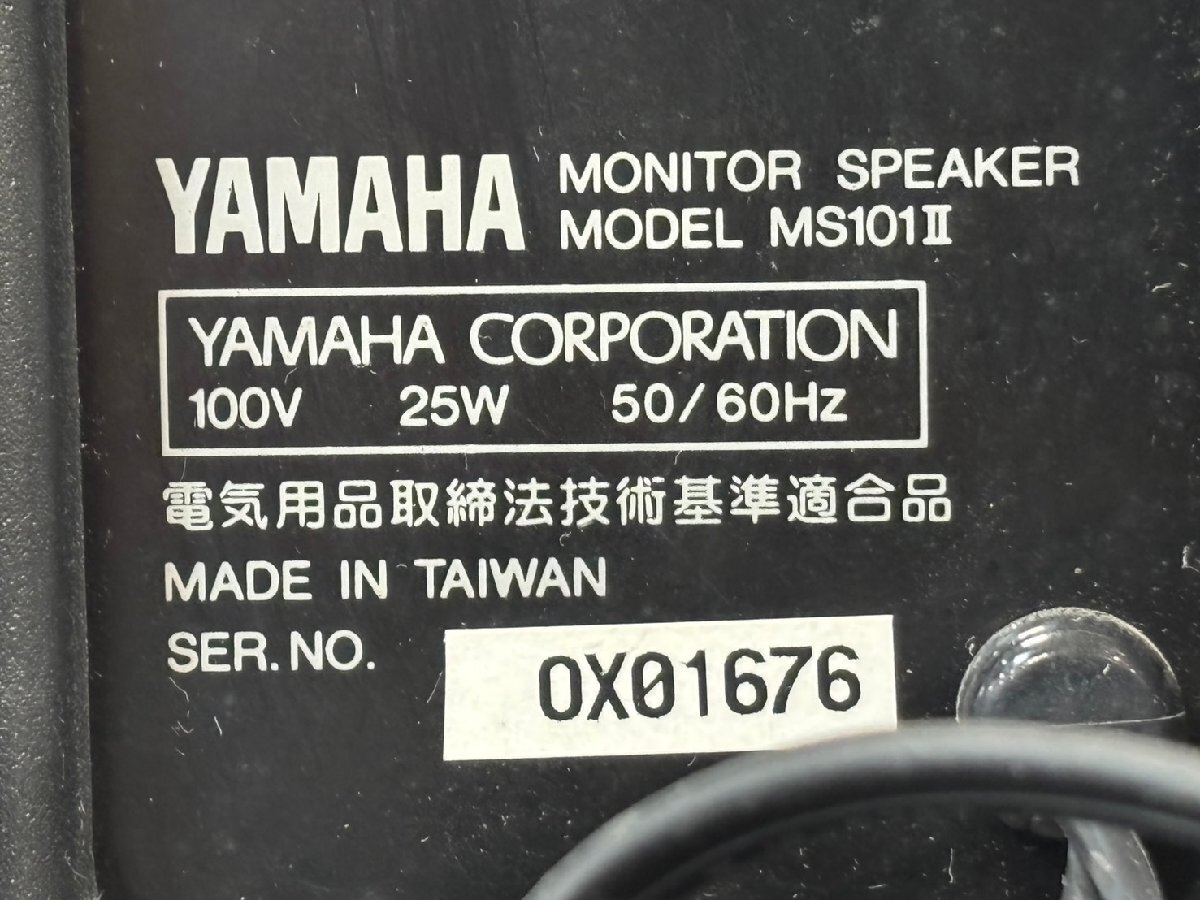 YAMAHA MONITOR SPEAKER
MODEL MS101II
YAMAHA CORPORATION
100V 25W 50/60Hz
電気用品取締法技術基準適合品
MADE IN TAIWAN
SER. NO. OX01676